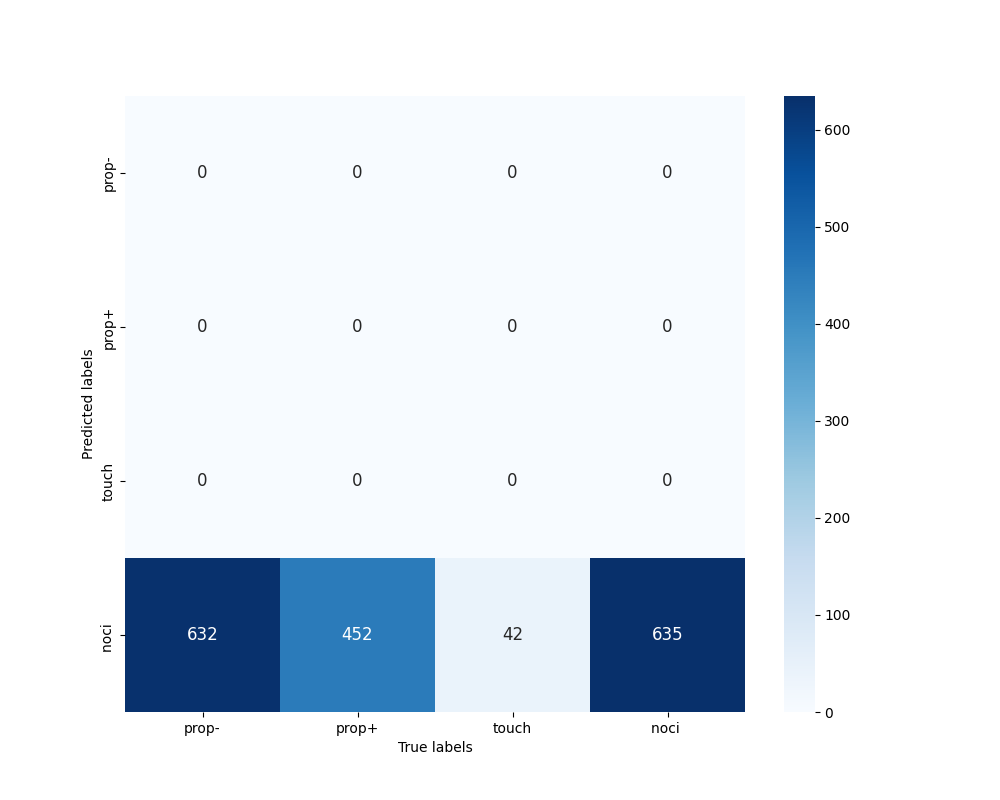 prop-
0 0 0 0
prop+
0 0 0 0
touch
0 0 0 0
noci
632 452 42 635
prop- prop+ touch noci
True labels
Predicted labels
600
500
400
300
200
100
0